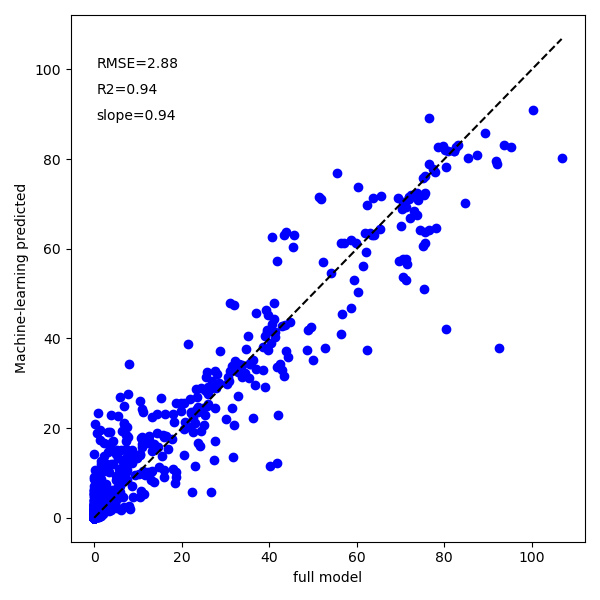 RMSE=2.88
R2=0.94
slope=0.94
100
80
60
40
20
0
Machine-learning predicted
0 20 40 60 80 100
full model